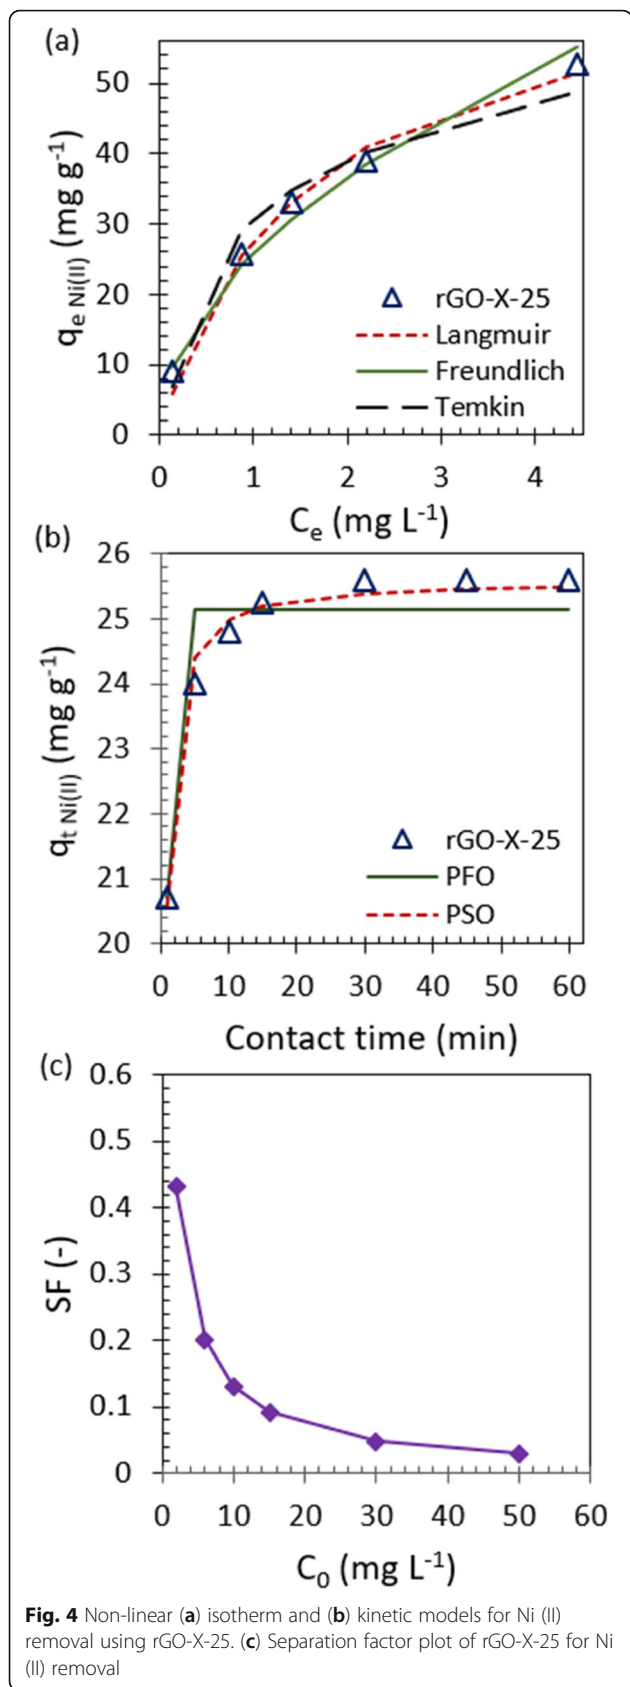 (a)
50
40
30
20
10
0
q_e Ni(II) (mg g⁻¹)
rGO-X-25
Langmuir
Freundlich
Temkin
0 1 2 3 4
C_e (mg L⁻¹)
(b)
26
25
24
23
22
21
20
q_t Ni(II) (mg g⁻¹)
rGO-X-25
PFO
PSO
0 10 20 30 40 50 60
Contact time (min)
(c)
0.6
0.5
0.4
0.3
0.2
0.1
0
SF (-)
0 10 20 30 40 50 60
C₀ (mg L⁻¹)
Fig. 4 Non-linear (a) isotherm and (b) kinetic models for Ni (II)
removal using rGO-X-25. (c) Separation factor plot of rGO-X-25 for Ni
(II) removal